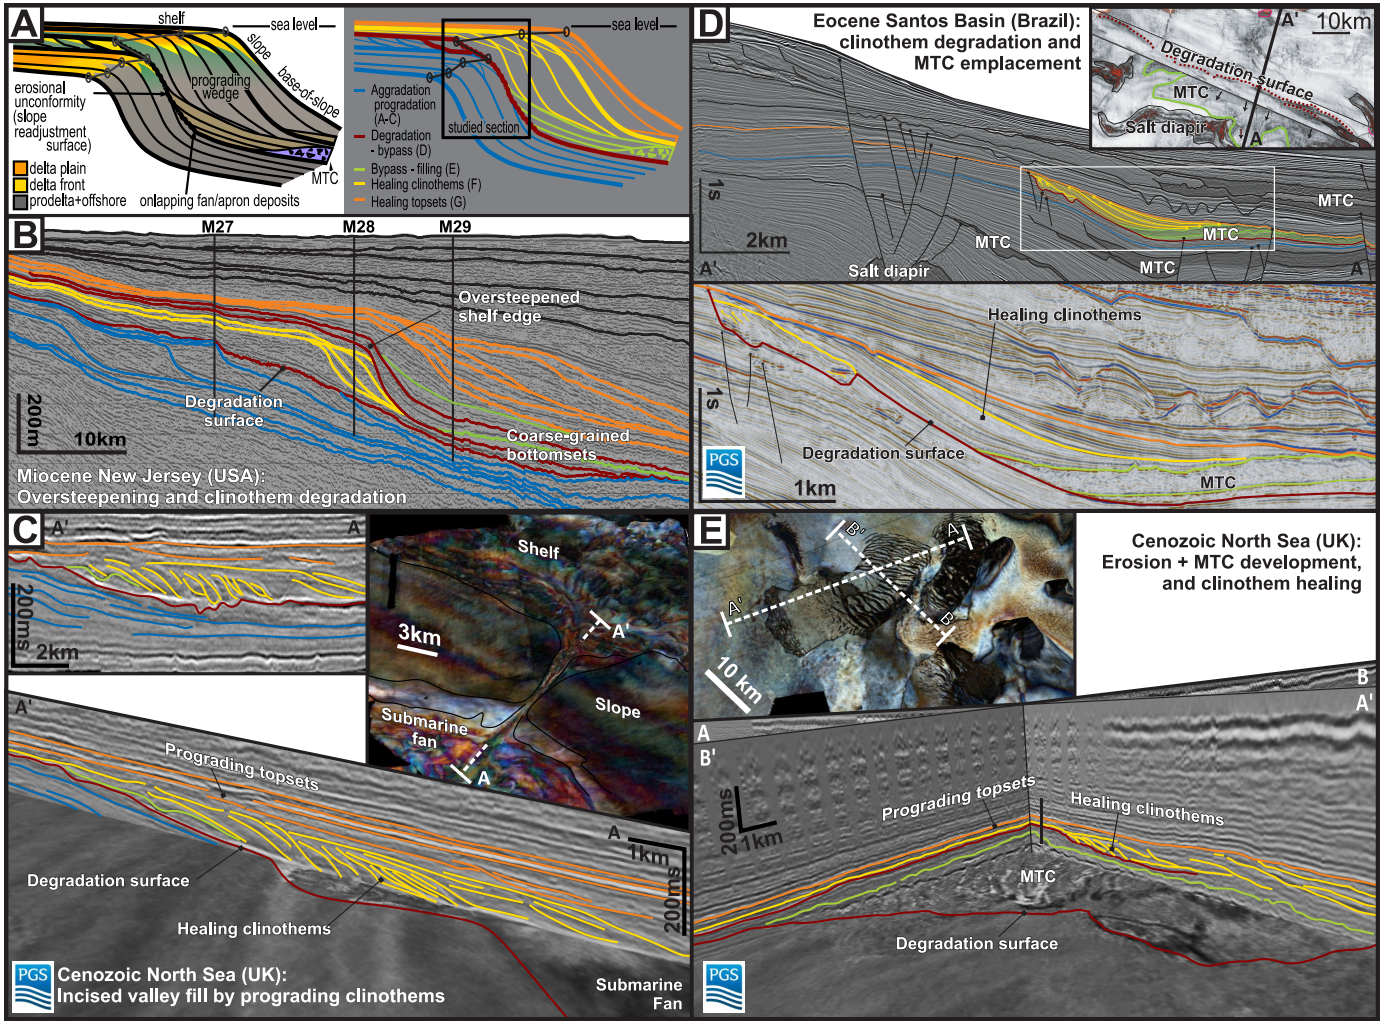 A
shelf
sea level
slope
base-of-slope
prograding
wedge
erosional
unconformity
(slope
readjustment
surface)
MTC
delta plain
delta front
prodelta+offshore
onlapping fan/apron deposits
sea level
Aggradation
progradation
(A-C)
Degradation
- bypass (D)
Bypass - filling (E)
Healing clinothems (F)
Healing topsets (G)
studied section
B
M27
M28
M29
Oversteepened
shelf edge
Degradation
surface
Coarse-grained
bottomsets
200m
10km
Miocene New Jersey (USA):
Oversteepening and clinothem degradation
C
A'
A
200ms
2km
Shelf
3km
A'
Slope
Submarine
fan
A
A'
Prograding topsets
A
1km
200ms
Degradation surface
Healing clinothems
PGS
Cenozoic North Sea (UK):
Incised valley fill by prograding clinothems
Submarine
Fan
D
Eocene Santos Basin (Brazil):
clinothem degradation and
MTC emplacement
A'
10km
Degradation surface
MTC
Salt diapir
A
1s
2km
A'
Salt diapir
MTC
MTC
MTC
MTC
A
Healing clinothems
1s
Degradation surface
MTC
PGS
1km
E
B'
A
A'
B
10 km
Cenozoic North Sea (UK):
Erosion + MTC development,
and clinothem healing
B
A'
A
B'
200ms
1km
Prograding topsets
Healing clinothems
MTC
Degradation surface
PGS